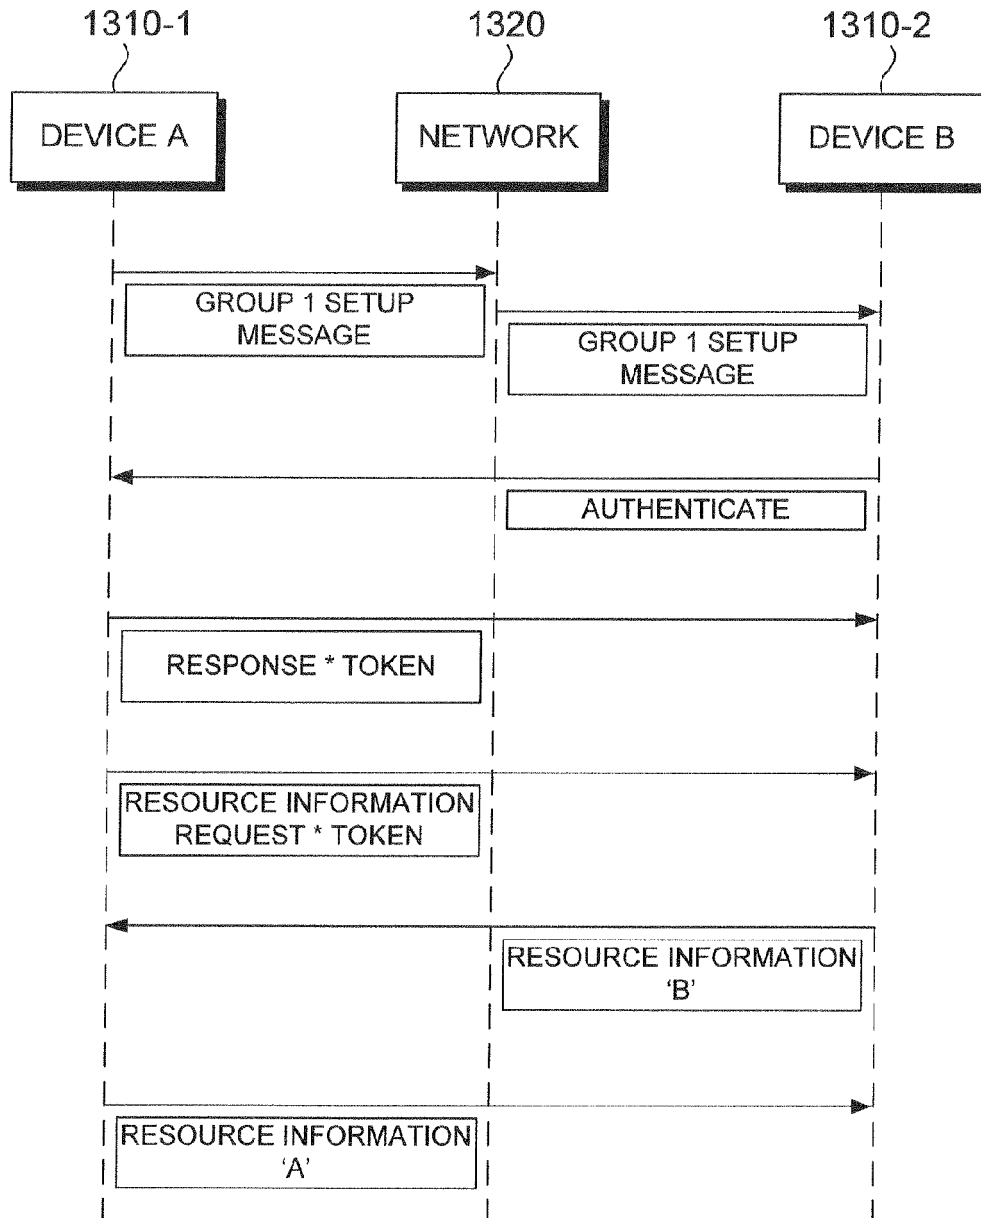 1310-1
1320
1310-2
DEVICE A
NETWORK
DEVICE B
GROUP 1 SETUP
MESSAGE
GROUP 1 SETUP
MESSAGE
AUTHENTICATE
RESPONSE * TOKEN
RESOURCE INFORMATION
REQUEST * TOKEN
RESOURCE INFORMATION
‘B’
RESOURCE INFORMATION
‘A’